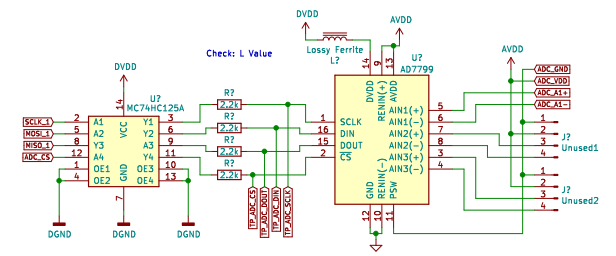 DVDD
AVDD
Check: L Value
Lossy Ferrite
L?
U?
AD7799
DVDD
AVDD
U?
MC74HC125A
14
VCC
SCLK_1
MOSI_1
MISO_1
ADC_CS
2
5
8
12
1
4
A1
A2
Y3
A4
OE1
OE2
Y1
Y2
A3
Y4
OE3
OE4
3
6
9
11
10
13
GND
7
DGND
DGND
DGND
R?
2.2k
R?
2.2k
R?
2.2k
R?
2.2k
TP_ADC_CS
TP_ADC_DOUT
TP_ADC_DIN
TP_ADC_SCLK
1
16
15
2
SCLK
DIN
DOUT
CS
14
9
13
DVDD
RENIN(+)
AVDD
AIN1(+)
AIN1(-)
AIN2(+)
AIN2(-)
AIN3(+)
AIN3(-)
5
6
7
8
3
4
GND
RENIN(-)
PSW
12
10
11
ADC_GND
ADC_VDD
ADC_A1+
ADC_A1-
1
2
3
4
J?
Unused1
1
2
3
4
J?
Unused2